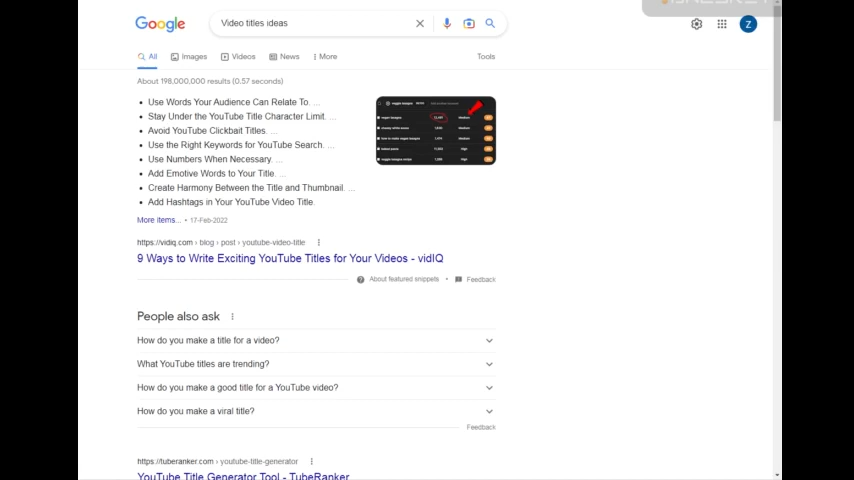 Google
Video titles ideas
Z
All
Images
Videos
News
More
Tools
About 198,000,000 results (0.57 seconds)
Use Words Your Audience Can Relate To. ...
Stay Under the YouTube Title Character Limit. ...
Avoid YouTube Clickbait Titles. ...
Use the Right Keywords for YouTube Search. ...
Use Numbers When Necessary. ...
Add Emotive Words to Your Title. ...
Create Harmony Between the Title and Thumbnail. ...
Add Hashtags in Your YouTube Video Title.
More items... • 17-Feb-2022
https://vidiq.com › blog › post › youtube-video-title
9 Ways to Write Exciting YouTube Titles for Your Videos - vidIQ
About featured snippets • Feedback
People also ask
How do you make a title for a video?
What YouTube titles are trending?
How do you make a good title for a YouTube video?
How do you make a viral title?
Feedback
https://tuberanker.com › youtube-title-generator
YouTube Title Generator Tool - TubeRanker